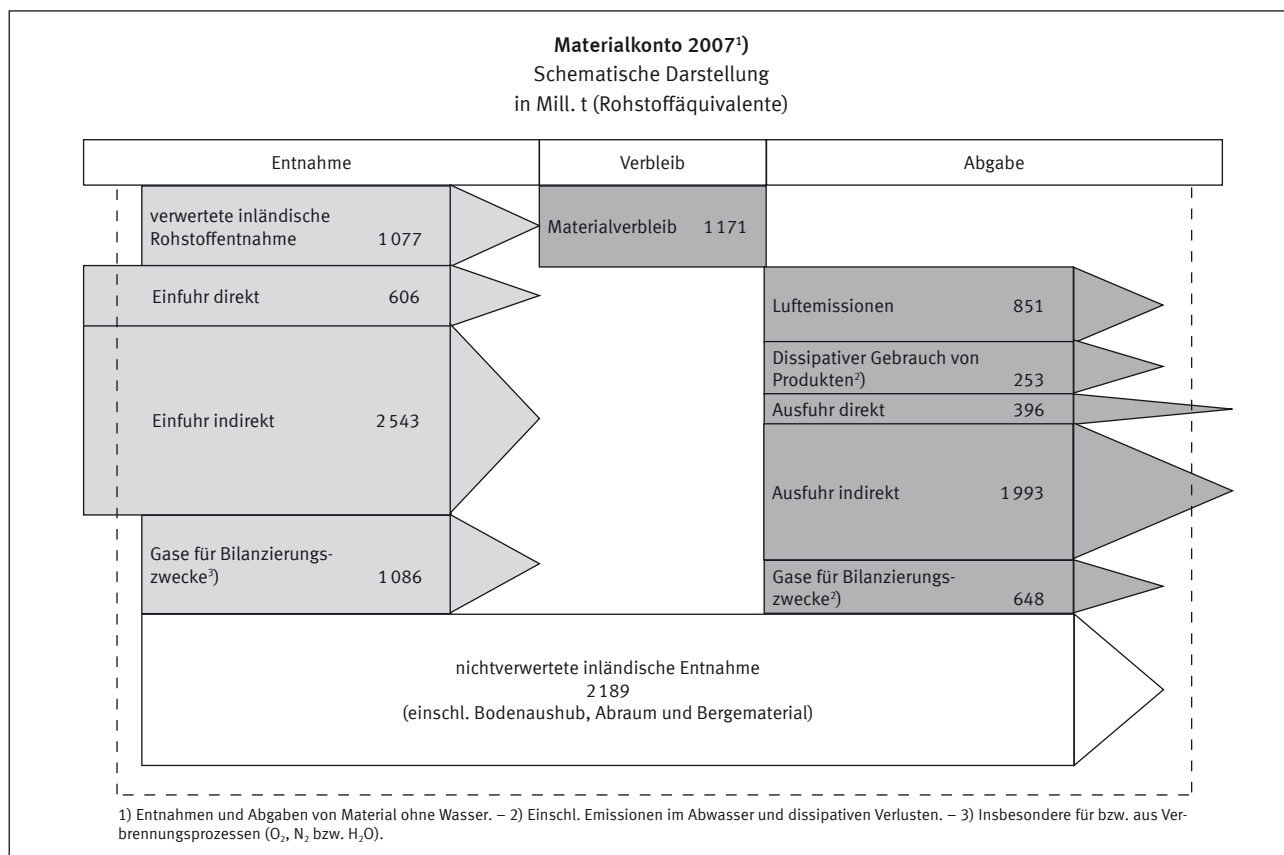 Materialkonto 2007¹)
Schematische Darstellung
in Mill. t (Rohstoffäquivalente)
Entnahme
Verbleib
Abgabe
verwertete inländische
Rohstoffentnahme 1 077
Einfuhr direkt 606
Einfuhr indirekt 2 543
Gase für Bilanzierungs-
zwecke³) 1 086
Materialverbleib 1 171
Luftemissionen 851
Dissipativer Gebrauch von
Produkten²) 253
Ausfuhr direkt 396
Ausfuhr indirekt 1 993
Gase für Bilanzierungs-
zwecke²) 648
nichtverwertete inländische Entnahme
2 189
(einschl. Bodenaushub, Abraum und Bergematerial)
1) Entnahmen und Abgaben von Material ohne Wasser. – 2) Einschl. Emissionen im Abwasser und dissipativen Verlusten. – 3) Insbesondere für bzw. aus Ver-
brennungsprozessen (O₂, N₂ bzw. H₂O).